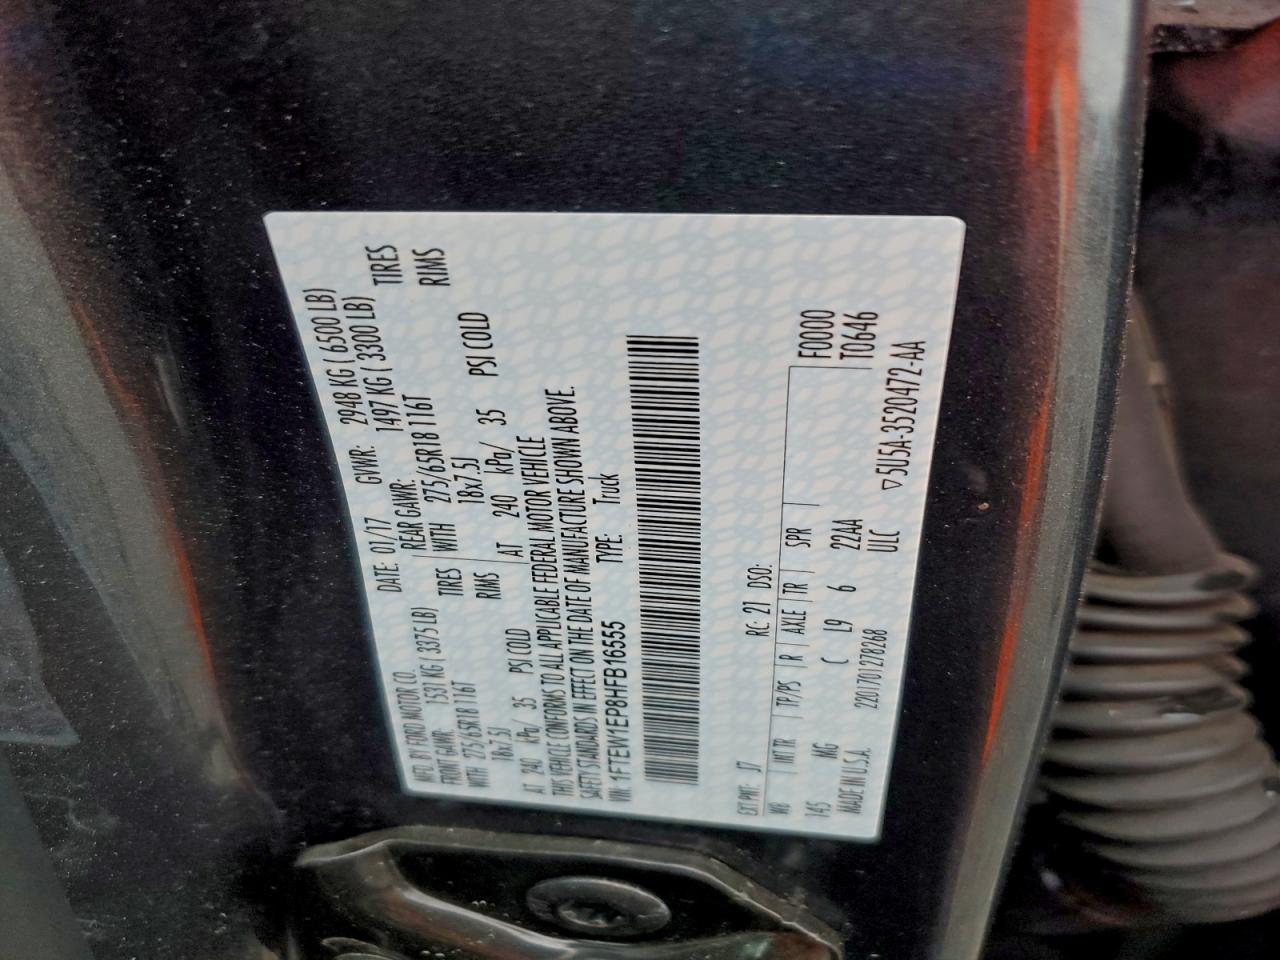 MFD. BY FORD MOTOR CO. DATE: 01/17 GVWR: 2948 KG ( 6500 LB)
FRONT GAWR: 1531 KG ( 3375 LB) REAR GAWR: 1497 KG ( 3300 LB)
WITH 275/65R18 116T TIRES WITH 275/65R18 116T TIRES
18x7.5J RIMS 18x7.5J RIMS
AT 240 kPa/ 35 PSI COLD AT 240 kPa/ 35 PSI COLD
THIS VEHICLE CONFORMS TO ALL APPLICABLE FEDERAL MOTOR VEHICLE
SAFETY STANDARDS IN EFFECT ON THE DATE OF MANUFACTURE SHOWN ABOVE.
VIN: 1FTEW1EP8HFB16555 TYPE: Truck
F0000
T0646
EXT PNT: J7 RC: 21 DSO:
WB INT TR TP/PS R AXLE TR SPR
145 MG C L9 6 22AA
MADE IN U.S.A. 2201701278268 ULC
▽5U5A-3520472-AA